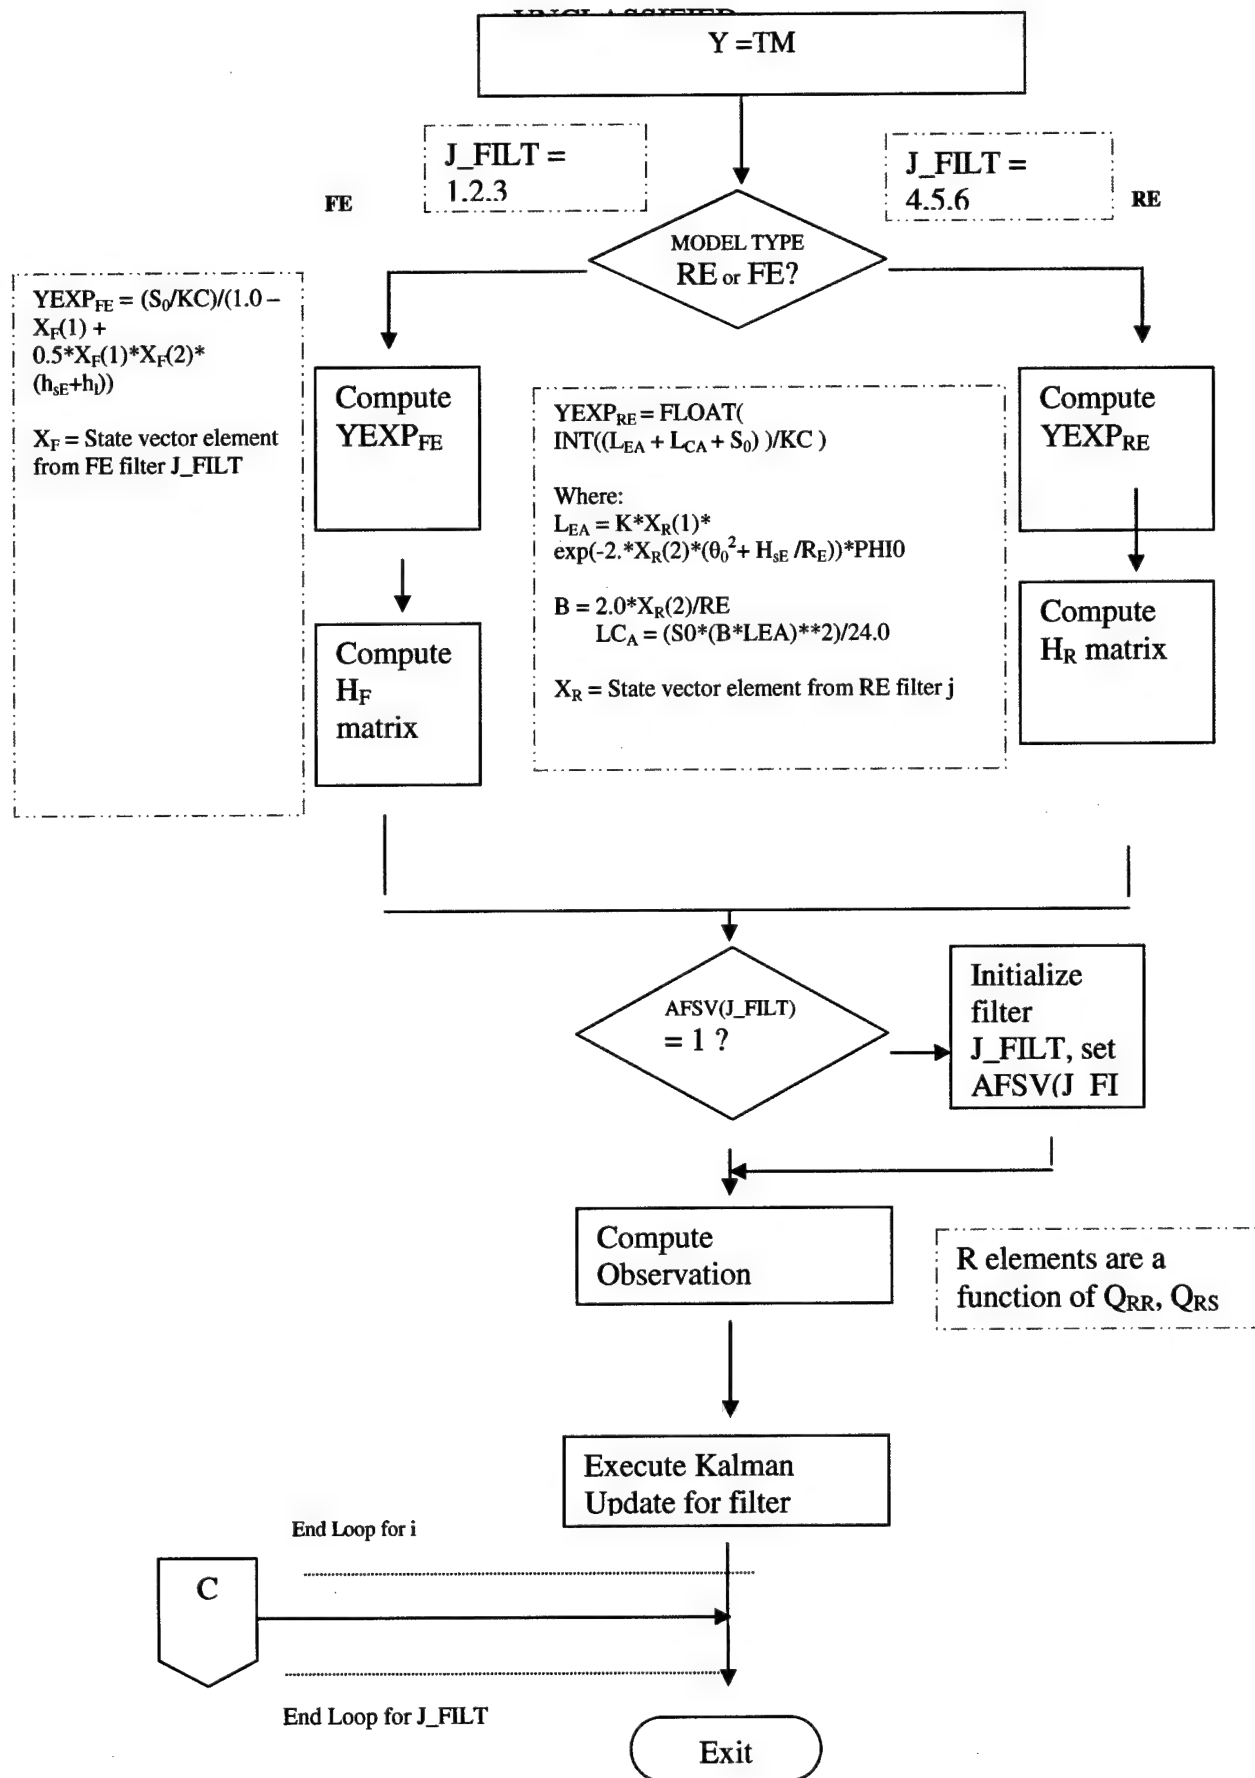 UNCLASSIFIED
Y =TM
J_FILT =
1.2.3
J_FILT =
4.5.6
FE
RE
MODEL TYPE
RE or FE?
YEXP_FE = (S₀/KC)/(1.0 –
X_F(1) +
0.5*X_F(1)*X_F(2)*
(h_sE+h_I))
X_F = State vector element
from FE filter J_FILT
Compute
YEXP_FE
YEXP_RE = FLOAT(
INT((L_EA + L_CA + S₀) )/KC )
Where:
L_EA = K*X_R(1)*
exp(-2.*X_R(2)*(θ₀²+ H_sE /R_E))*PHI0
B = 2.0*X_R(2)/RE
LC_A = (S0*(B*LEA)**2)/24.0
X_R = State vector element from RE filter j
Compute
YEXP_RE
Compute
H_F
matrix
Compute
H_R matrix
AFSV(J_FILT)
= 1 ?
Initialize
filter
J_FILT, set
AFSV(J_FI
Compute
Observation
R elements are a
function of Q_RR, Q_RS
Execute Kalman
Update for filter
End Loop for i
C
End Loop for J_FILT
Exit